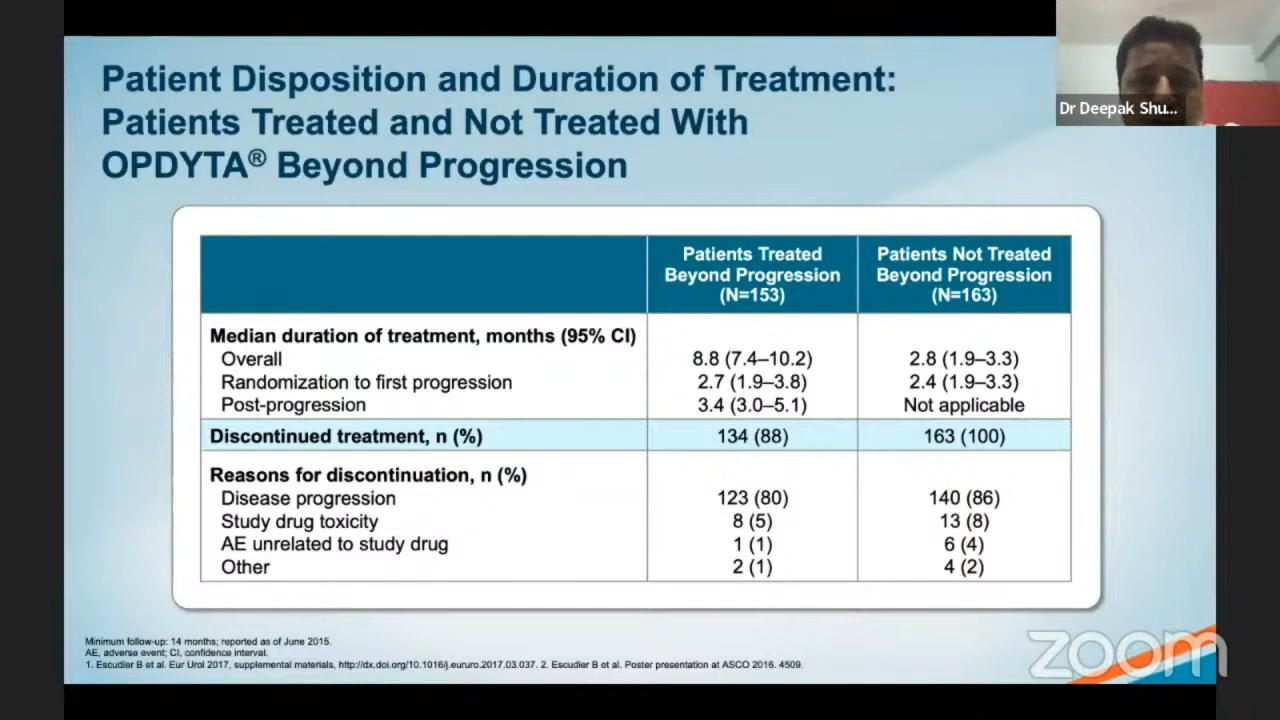 Patient Disposition and Duration of Treatment:
Patients Treated and Not Treated With
OPDYTA® Beyond Progression
Dr Deepak Shu...
Patients Treated
Beyond Progression
(N=153)
Patients Not Treated
Beyond Progression
(N=163)
Median duration of treatment, months (95% CI)
Overall 8.8 (7.4–10.2) 2.8 (1.9–3.3)
Randomization to first progression 2.7 (1.9–3.8) 2.4 (1.9–3.3)
Post-progression 3.4 (3.0–5.1) Not applicable
Discontinued treatment, n (%) 134 (88) 163 (100)
Reasons for discontinuation, n (%)
Disease progression 123 (80) 140 (86)
Study drug toxicity 8 (5) 13 (8)
AE unrelated to study drug 1 (1) 6 (4)
Other 2 (1) 4 (2)
Minimum follow-up: 14 months; reported as of June 2015.
AE, adverse event; CI, confidence interval.
1. Escudier B et al. Eur Urol 2017, supplemental materials, http://dx.doi.org/10.1016/j.eururo.2017.03.037. 2. Escudier B et al. Poster presentation at ASCO 2016. 4509.
zoom